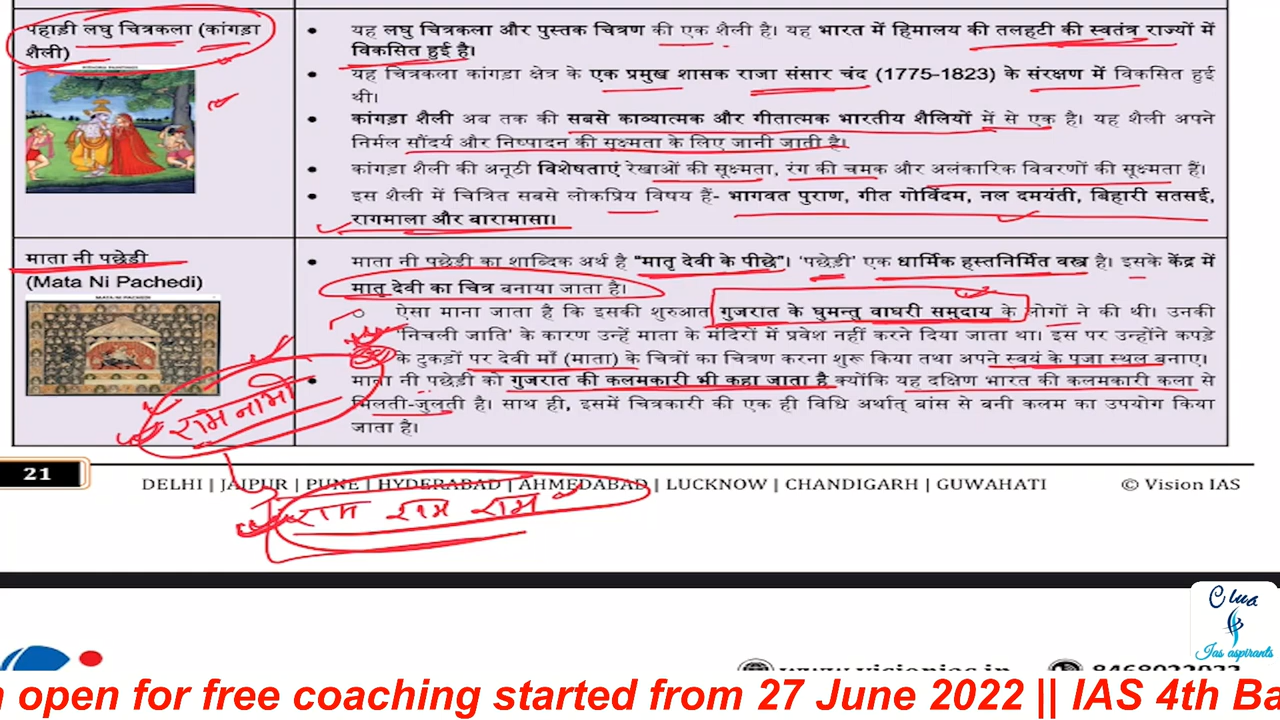 पहाड़ी लघु चित्रकला (कांगड़ा
शैली)
यह लघु चित्रकला और पुस्तक चित्रण की एक शैली है। यह भारत में हिमालय की तलहटी की स्वतंत्र राज्यों में
विकसित हुई है।
यह चित्रकला कांगड़ा क्षेत्र के एक प्रमुख शासक राजा संसार चंद (1775-1823) के संरक्षण में विकसित हुई
थी।
कांगड़ा शैली अब तक की सबसे काव्यात्मक और गीतात्मक भारतीय शैलियों में से एक है। यह शैली अपने
निर्मल सौंदर्य और निष्पादन की सूक्ष्मता के लिए जानी जाती है।
कांगड़ा शैली की अनूठी विशेषताएं रेखाओं की सूक्ष्मता, रंग की चमक और अलंकारिक विवरणों की सूक्ष्मता हैं।
इस शैली में चित्रित सबसे लोकप्रिय विषय हैं- भागवत पुराण, गीत गोविंदम, नल दमयंती, बिहारी सतसई,
रागमाला और बारामासा।
माता नी पछेड़ी
(Mata Ni Pachedi)
MATA NI PACHEDI
माता नी पछेड़ी का शाब्दिक अर्थ है "मातृ देवी के पीछे"। 'पछेड़ी' एक धार्मिक हस्तनिर्मित वस्त्र है। इसके केंद्र में
मातृ देवी का चित्र बनाया जाता है।
ऐसा माना जाता है कि इसकी शुरुआत गुजरात के घुमन्तु वाघरी समुदाय के लोगों ने की थी। उनकी
'निचली जाति' के कारण उन्हें माता के मंदिरों में प्रवेश नहीं करने दिया जाता था। इस पर उन्होंने कपड़े
के टुकड़ों पर देवी माँ (माता) के चित्रों का चित्रण करना शुरू किया तथा अपने स्वयं के पूजा स्थल बनाए।
माता नी पछेड़ी को गुजरात की कलमकारी भी कहा जाता है क्योंकि यह दक्षिण भारत की कलमकारी कला से
मिलती-जुलती है। साथ ही, इसमें चित्रकारी की एक ही विधि अर्थात् बांस से बनी कलम का उपयोग किया
जाता है।
रामनामी
राम राम राम
21
DELHI | JAIPUR | PUNE | HYDERABAD | AHMEDABAD | LUCKNOW | CHANDIGARH | GUWAHATI
© Vision IAS
Ias aspirants
open for free coaching started from 27 June 2022 || IAS 4th Ba